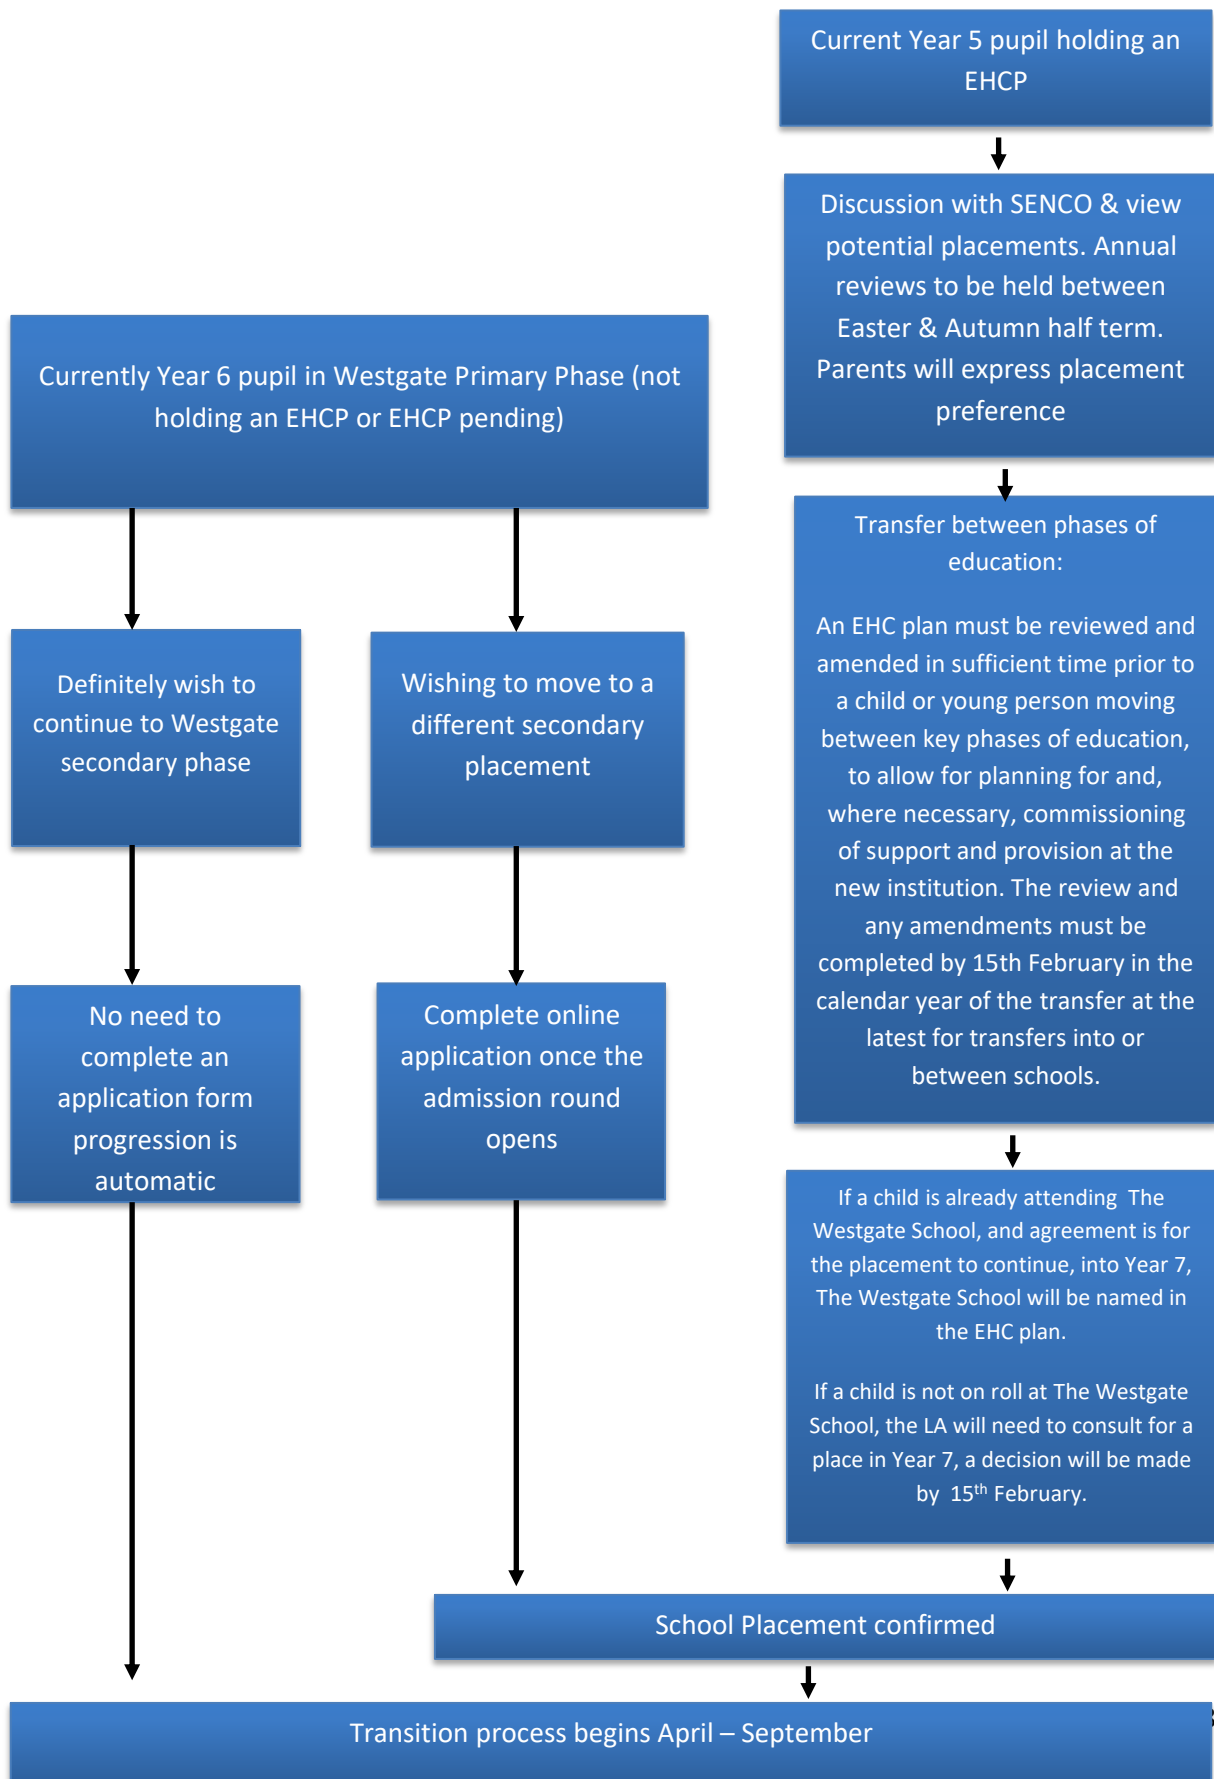 Current Year 5 pupil holding an
EHCP
Discussion with SENCO & view
potential placements. Annual
reviews to be held between
Easter & Autumn half term.
Parents will express placement
preference
Currently Year 6 pupil in Westgate Primary Phase (not
holding an EHCP or EHCP pending)
Transfer between phases of
education:
An EHC plan must be reviewed and
amended in sufficient time prior to
a child or young person moving
between key phases of education,
to allow for planning for and,
where necessary, commissioning
of support and provision at the
new institution. The review and
any amendments must be
completed by 15th February in the
calendar year of the transfer at the
latest for transfers into or
between schools.
Definitely wish to
continue to Westgate
secondary phase
Wishing to move to a
different secondary
placement
No need to
complete an
application form
progression is
automatic
Complete online
application once the
admission round
opens
If a child is already attending  The
Westgate School, and agreement is for
the placement to continue, into Year 7,
The Westgate School will be named in
the EHC plan.
If a child is not on roll at The Westgate
School, the LA will need to consult for a
place in Year 7, a decision will be made
by  15th February.
School Placement confirmed
Transition process begins April – September